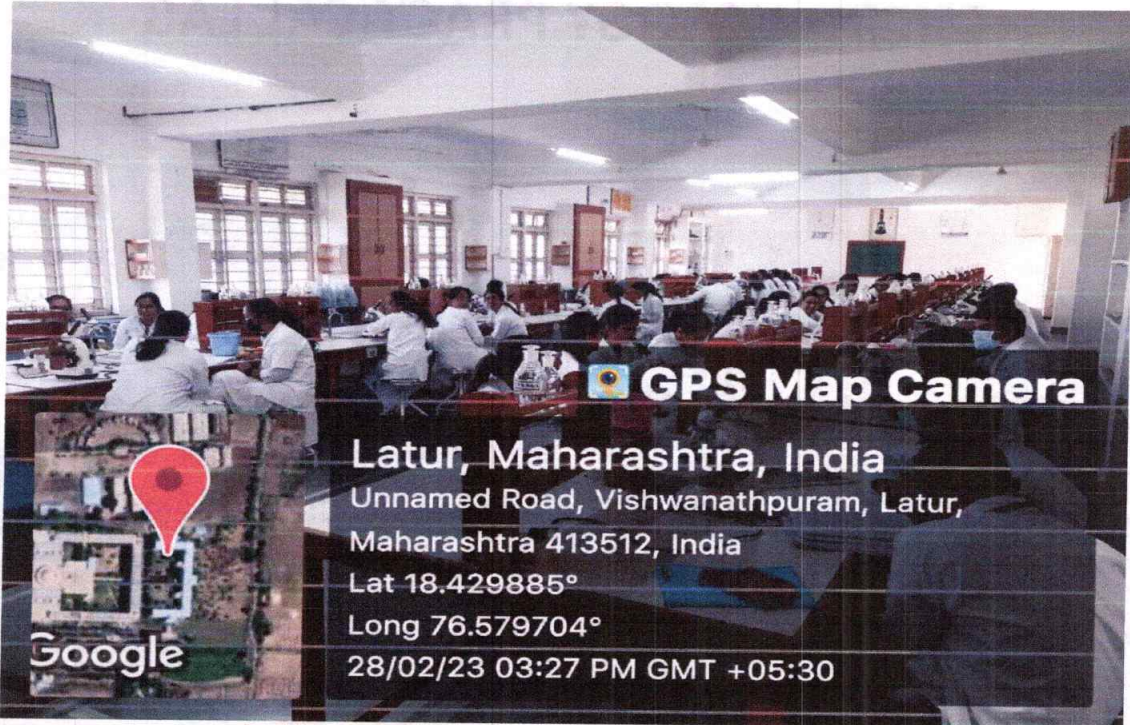 GPS Map Camera
Latur, Maharashtra, India
Unnamed Road, Vishwanathpuram, Latur,
Maharashtra 413512, India
Lat 18.429885°
Long 76.579704°
28/02/23 03:27 PM GMT +05:30
Google